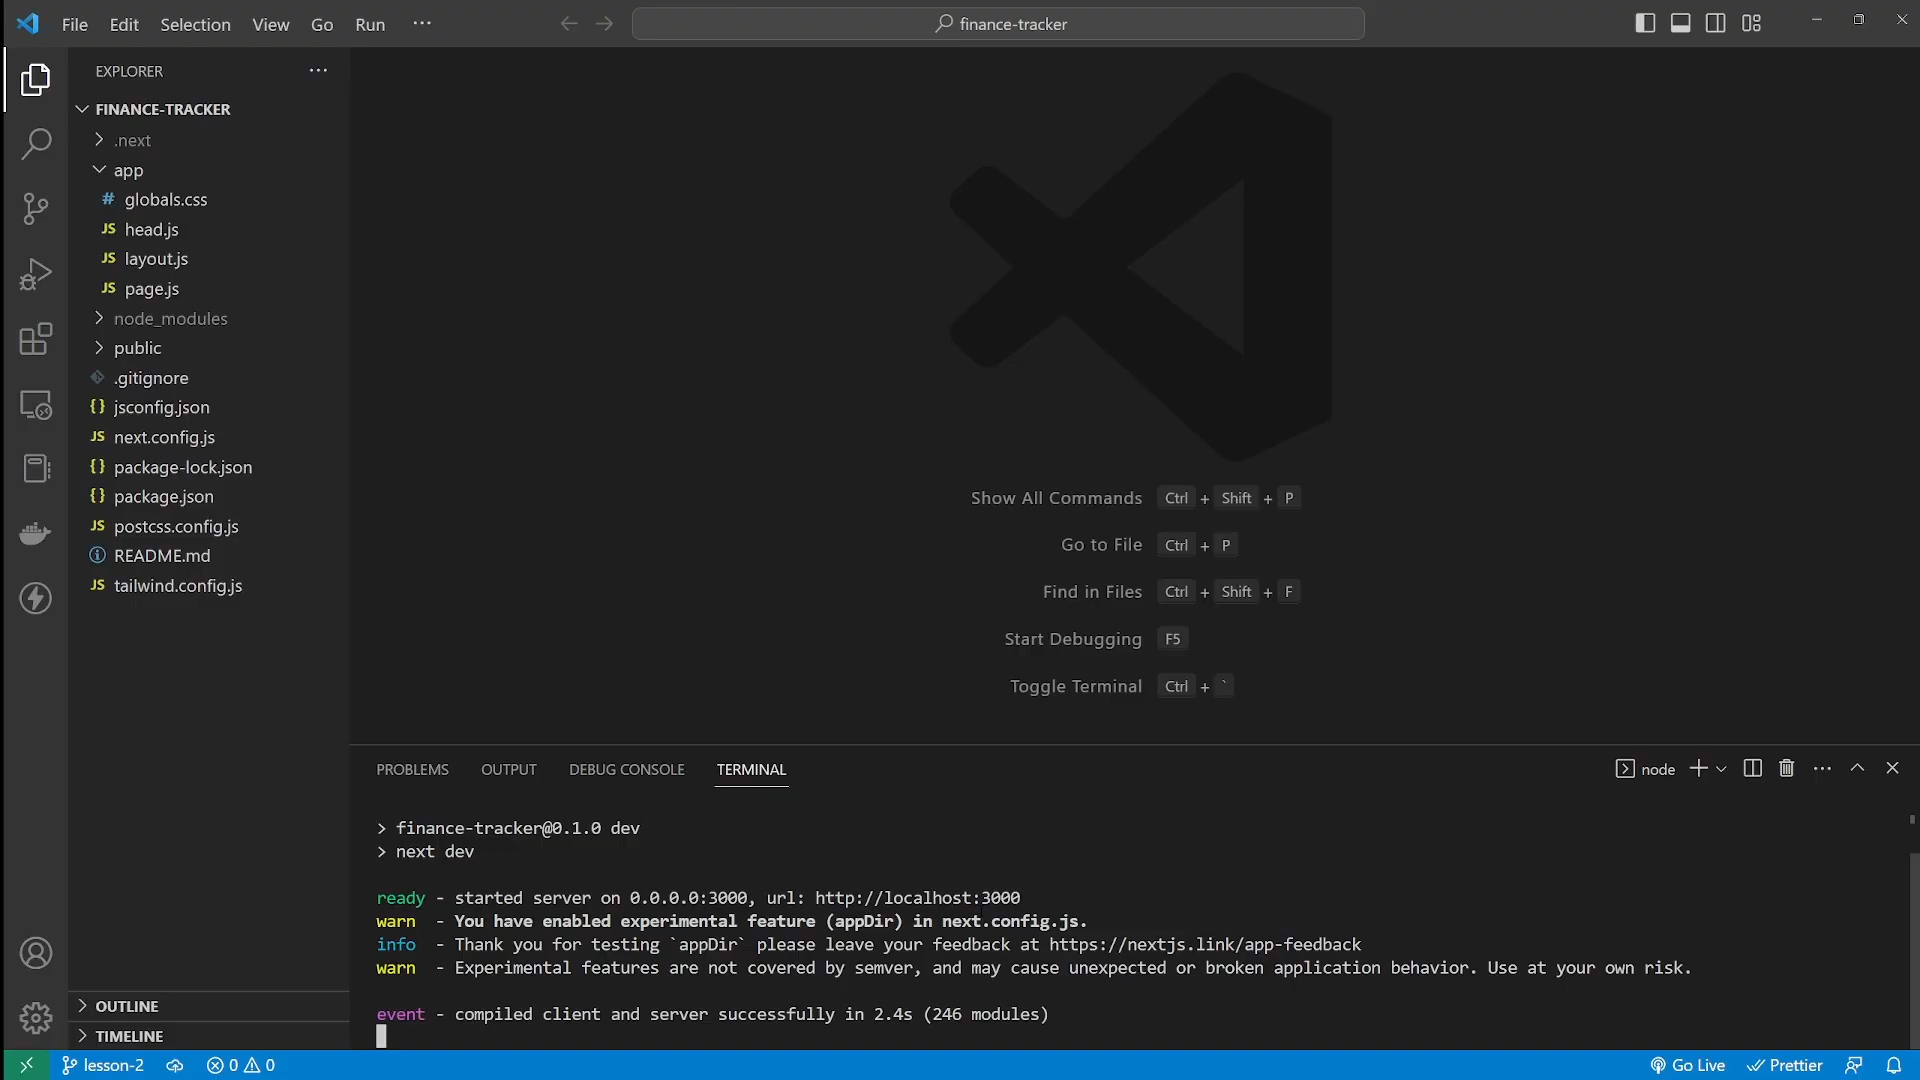 File Edit Selection View Go Run ···
finance-tracker
EXPLORER ···
FINANCE-TRACKER
.next
app
# globals.css
JS head.js
JS layout.js
JS page.js
node_modules
public
.gitignore
{} jsconfig.json
JS next.config.js
{} package-lock.json
{} package.json
JS postcss.config.js
README.md
JS tailwind.config.js
OUTLINE
TIMELINE
Show All Commands Ctrl + Shift + P
Go to File Ctrl + P
Find in Files Ctrl + Shift + F
Start Debugging F5
Toggle Terminal Ctrl + `
PROBLEMS OUTPUT DEBUG CONSOLE TERMINAL
node
> finance-tracker@0.1.0 dev
> next dev
ready - started server on 0.0.0.0:3000, url: http://localhost:3000
warn - You have enabled experimental feature (appDir) in next.config.js.
info - Thank you for testing `appDir` please leave your feedback at https://nextjs.link/app-feedback
warn - Experimental features are not covered by semver, and may cause unexpected or broken application behavior. Use at your own risk.
event - compiled client and server successfully in 2.4s (246 modules)
lesson-2 0 0 Go Live Prettier